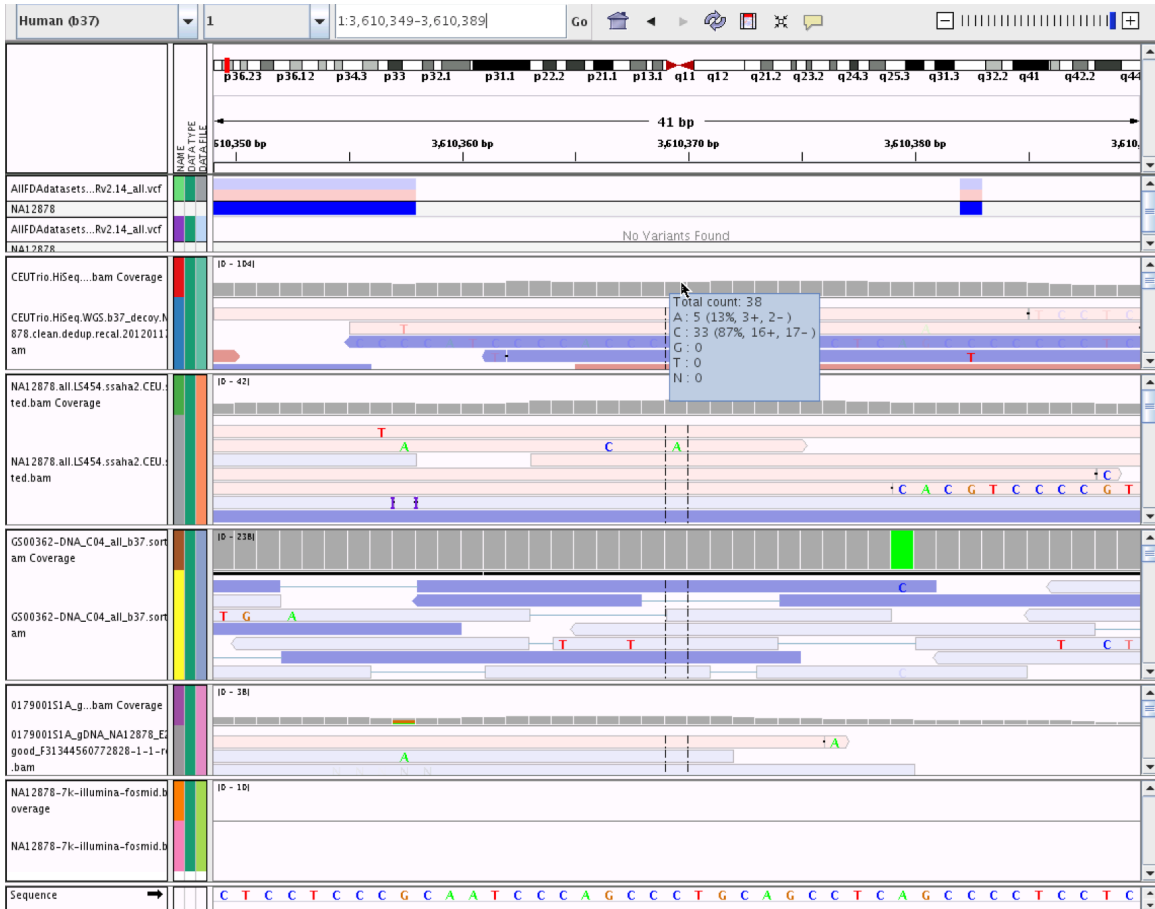 Human (b37) 1 1:3,610,349-3,610,389 Go
p36.23 p36.12 p34.3 p33 p32.1 p31.1 p22.2 p21.1 p13.1 q11 q12 q21.2 q23.2 q24.3 q25.3 q31.3 q32.2 q41 q42.2 q44
41 bp
NAME
DATA TYPE
DATA FILE
610,350 bp 3,610,360 bp 3,610,370 bp 3,610,380 bp 3,610,
AllFDAdatasets...Rv2.14_all.vcf
NA12878
AllFDAdatasets...Rv2.14_all.vcf
No Variants Found
NA12878
CEUTrio.HiSeq....bam Coverage
Total count: 38
A : 5 (13%, 3+, 2- )
C : 33 (87%, 16+, 17- )
G : 0
T : 0
N : 0
CEUTrio.HiSeq.WGS.b37_decoy.N
878.clean.dedup.recal.2012011
am
T
T
NA12878.all.LS454.ssaha2.CEU.
ted.bam Coverage
[0 - 42]
T
A C A
NA12878.all.LS454.ssaha2.CEU.
ted.bam
C
C A C G T C C C C G T
GS00362-DNA_C04_all_b37.sort
am Coverage
C
GS00362-DNA_C04_all_b37.sort
am
T G A
T T T C T
0179001S1A_g...bam Coverage
[0 - 38]
0179001S1A_gDNA_NA12878_E2
good_F31344560772828-1-1-r
.bam
A
A
NA12878-7k-illumina-fosmid.b
overage
[0 - 10]
NA12878-7k-illumina-fosmid.b
Sequence C T C C T C C C G C A A T C C C A G C C C T G C A G C C T C A G C C C C T C C T C